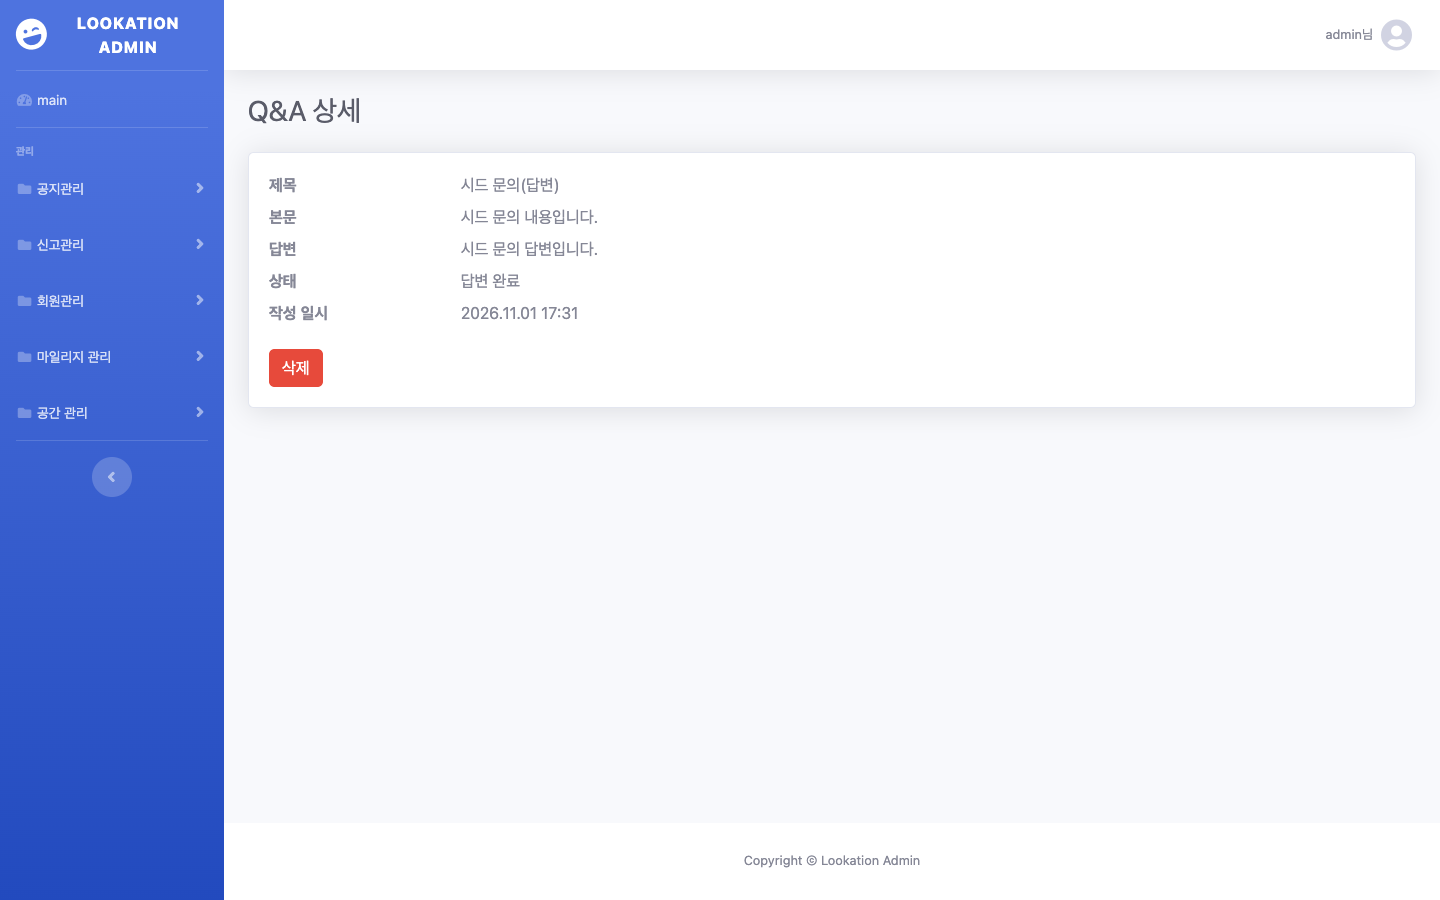 LOOKATION
ADMIN
admin님
main
관리
공지관리
신고관리
회원관리
마일리지 관리
공간 관리
Q&A 상세
제목 시드 문의(답변)
본문 시드 문의 내용입니다.
답변 시드 문의 답변입니다.
상태 답변 완료
작성 일시 2026.11.01 17:31
삭제
Copyright © Lookation Admin